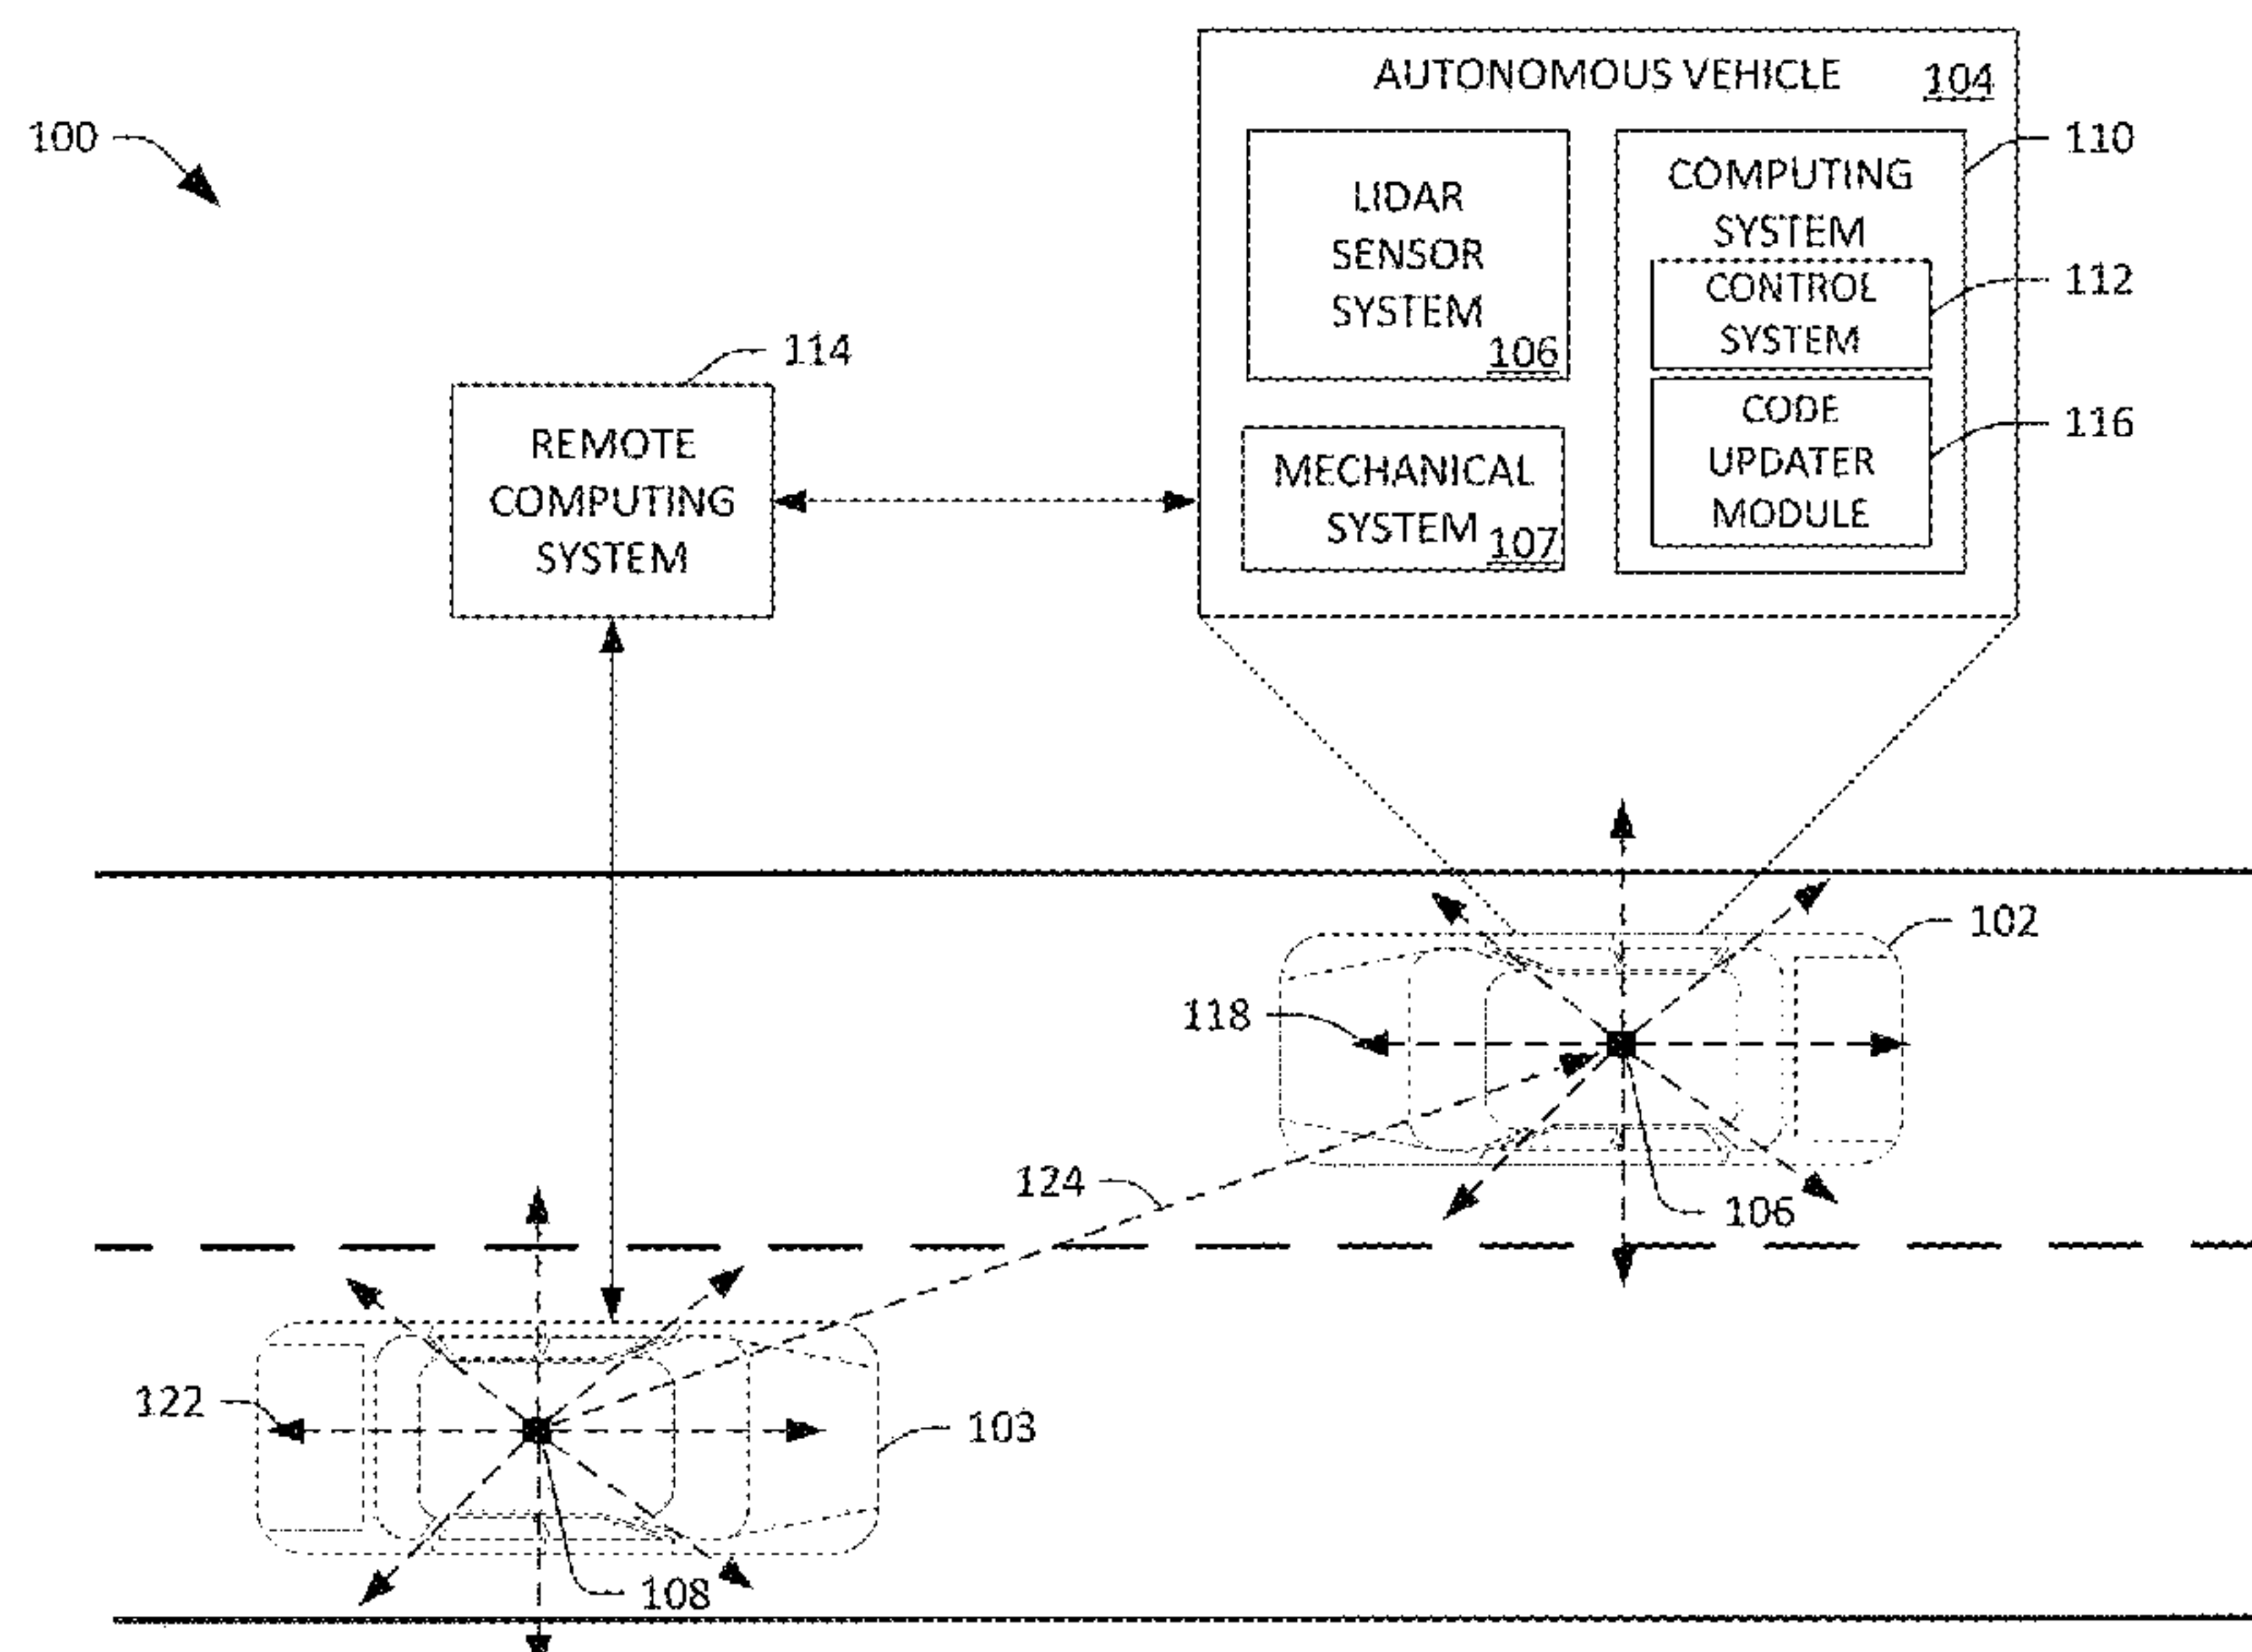 AUTONOMOUS VEHICLE 104
100
110
LIDAR
SENSOR
SYSTEM
106
COMPUTING
SYSTEM
CONTROL
SYSTEM
112
114
REMOTE
COMPUTING
SYSTEM
MECHANICAL
SYSTEM 107
CODE
UPDATER
MODULE
116
102
118
124
106
122
103
108